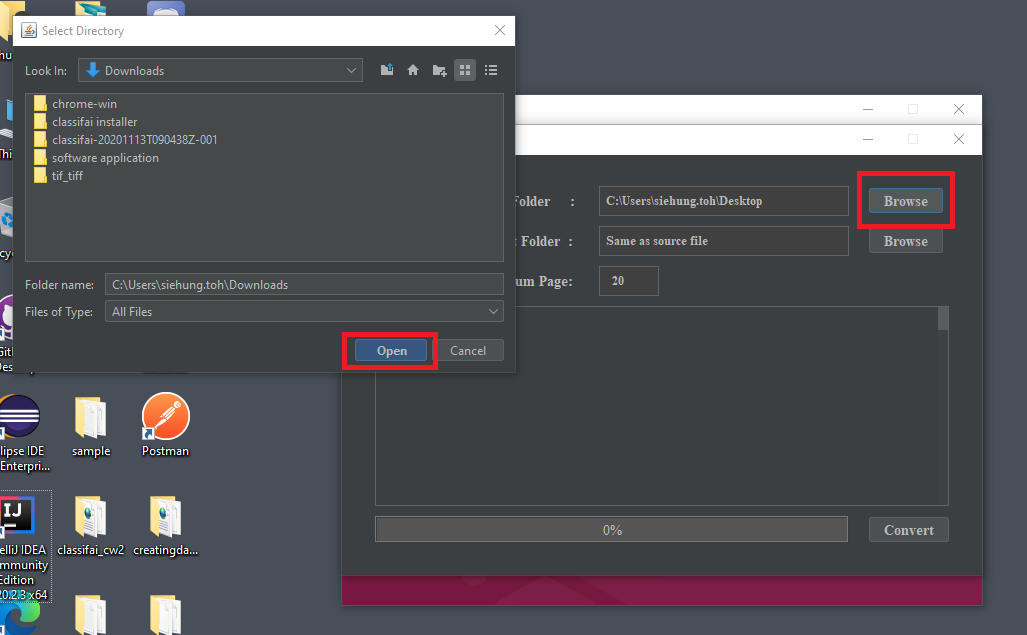 Select Directory
Look In:
Downloads
chrome-win
classifai installer
classifai-20201113T090438Z-001
software application
tif_tiff
Folder name:
C:\Users\siehung.toh\Downloads
Files of Type:
All Files
Open
Cancel
Folder :
C:\Users\siehung.toh\Desktop
Browse
t Folder :
Same as source file
Browse
um Page:
20
0%
Convert
lipse IDE
Enterpri...
sample
Postman
IJ
elliJ IDEA
mmunity
Edition
20.2.3 x64
classifai_cw2
creatingda...